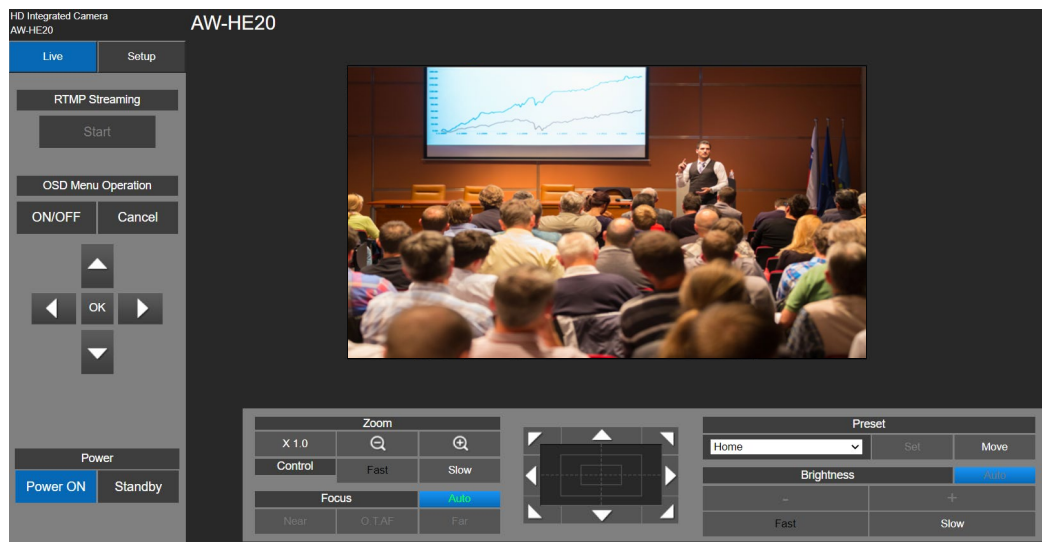 HD Integrated Camera
AW-HE20
AW-HE20
Live Setup
RTMP Streaming
Start
OSD Menu Operation
ON/OFF Cancel
OK
Power
Power ON Standby
Zoom
X 1.0
Control Fast Slow
Focus Auto
Near O.T.AF Far
Preset
Home Set Move
Brightness Auto
- +
Fast Slow